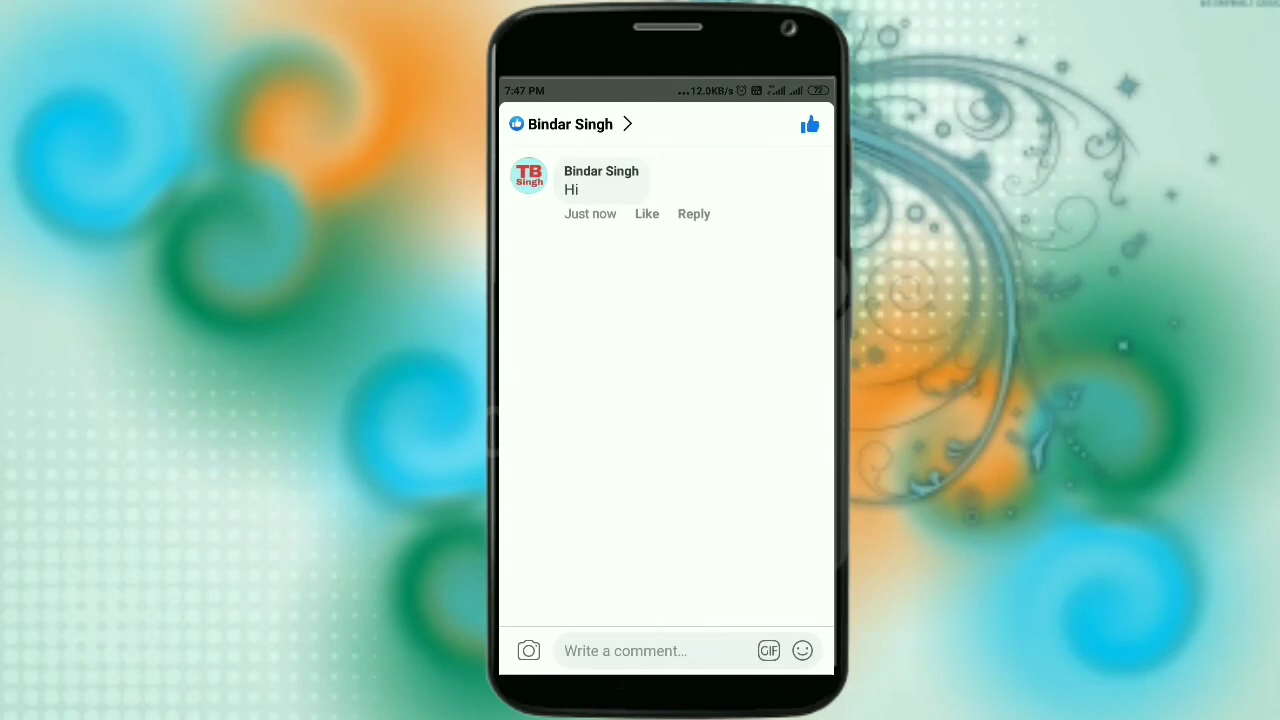 7:47 PM
...12.0KB/s
72
Bindar Singh
TB
Singh
Bindar Singh
Hi
Just now Like Reply
Write a comment...
GIF